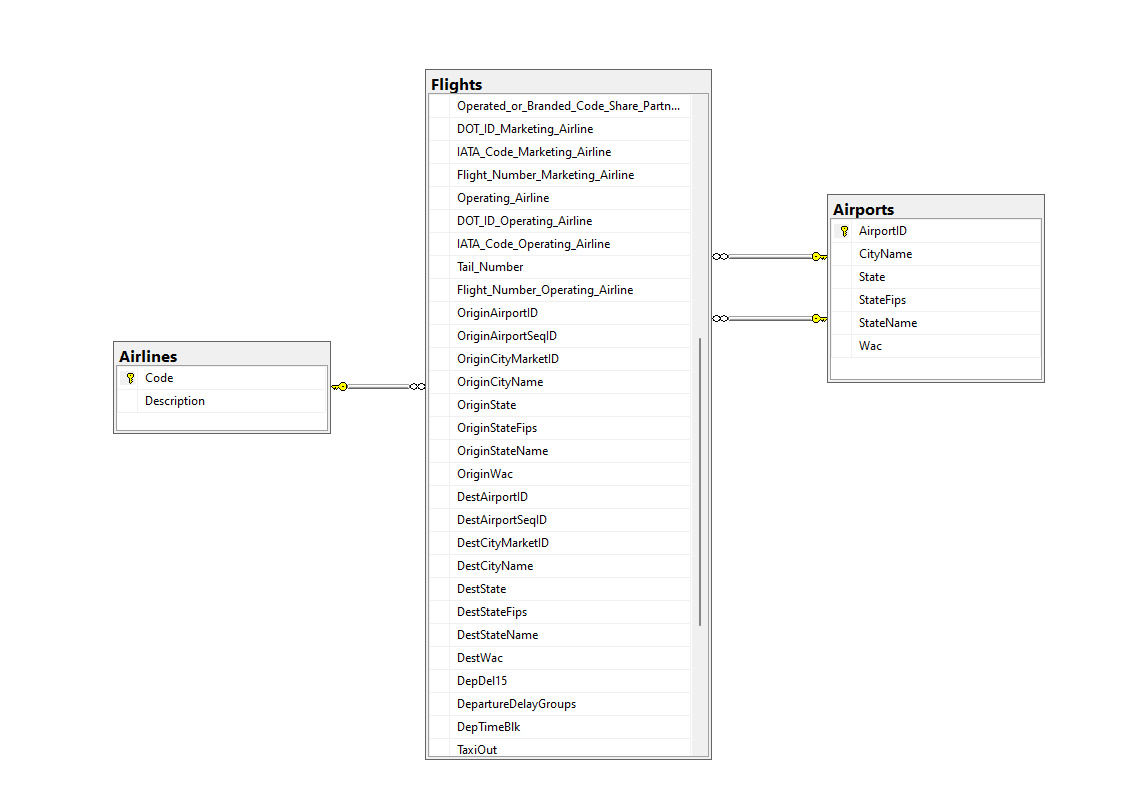 Flights
Operated_or_Branded_Code_Share_Partn...
DOT_ID_Marketing_Airline
IATA_Code_Marketing_Airline
Flight_Number_Marketing_Airline
Operating_Airline
DOT_ID_Operating_Airline
IATA_Code_Operating_Airline
Tail_Number
Flight_Number_Operating_Airline
OriginAirportID
OriginAirportSeqID
OriginCityMarketID
OriginCityName
OriginState
OriginStateFips
OriginStateName
OriginWac
DestAirportID
DestAirportSeqID
DestCityMarketID
DestCityName
DestState
DestStateFips
DestStateName
DestWac
DepDel15
DepartureDelayGroups
DepTimeBlk
TaxiOut
Airports
AirportID
CityName
State
StateFips
StateName
Wac
Airlines
Code
Description